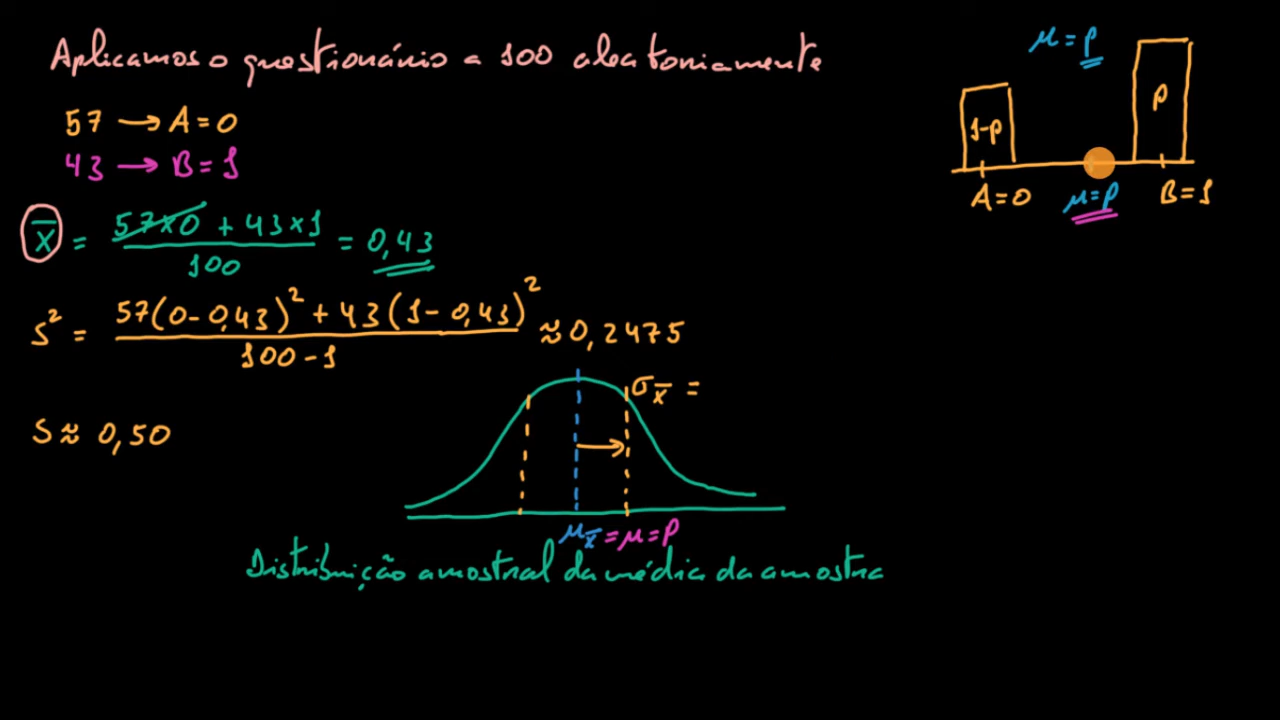 Aplicamos o questionário a 100 aleatoriamente
57 → A = 0
43 → B = 1
x̄ = (57×0 + 43×1) / 100 = 0,43
S² = (57(0 - 0,43)² + 43(1 - 0,43)²) / (100 - 1) ≈ 0,2475
S ≈ 0,50
σx̄ =
μx̄ = μ = p
Distribuição amostral da média da amostra
μ = p
1-p
p
A = 0
μ = p
B = 1